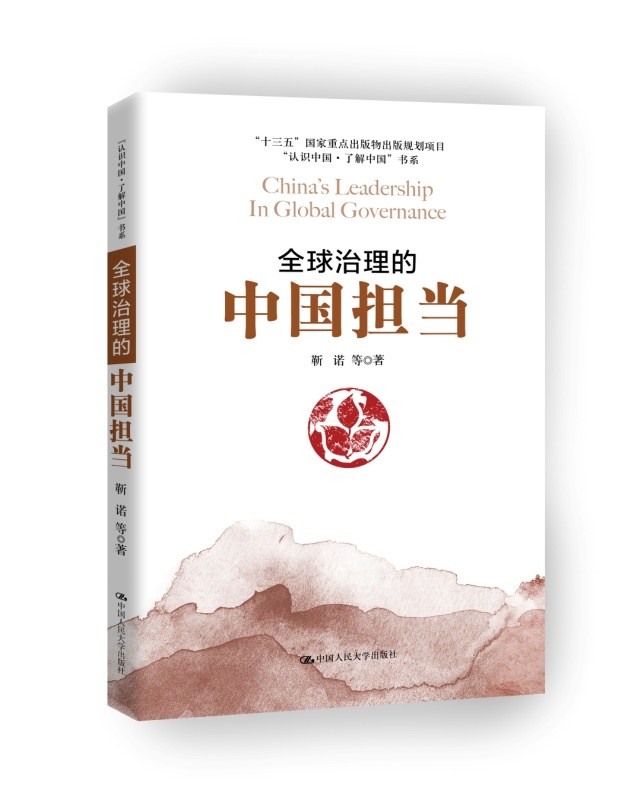 “十三五”国家重点出版物出版规划项目
“认识中国·了解中国”书系
China's Leadership
In Global Governance
全球治理的
中国担当
靳 诺 等◎著
中国人民大学出版社
“认识中国·了解中国”书系
全球治理的
中国担当
靳 诺 等◎著
中国人民大学出版社